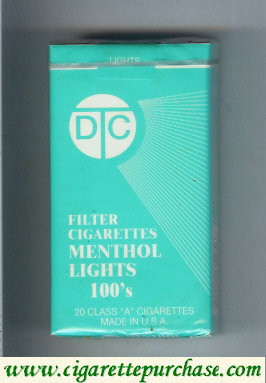 LIGHTS
DTC
FILTER
CIGARETTES
MENTHOL
LIGHTS
100's
20 CLASS "A" CIGARETTES
MADE IN U.S.A.
www.cigarettepurchase.com